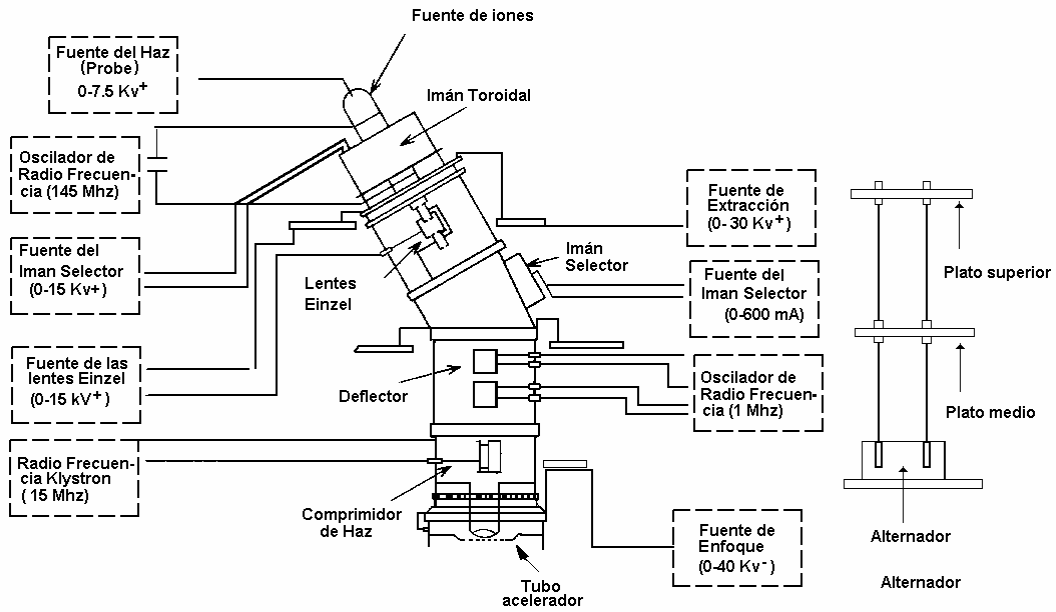 Fuente de iones
Fuente del Haz
(Probe)
0-7.5 Kv+
Imán Toroidal
Oscilador de
Radio Frecuen-
cia (145 Mhz)
Fuente de
Extracción
(0-30 Kv+)
Fuente del
Iman Selector
(0-15 Kv+)
Lentes
Einzel
Imán
Selector
Fuente del
Iman Selector
(0-600 mA)
Plato superior
Fuente de las
lentes Einzel
(0-15 kV+)
Deflector
Oscilador de
Radio Frecuen-
cia (1 Mhz)
Plato medio
Radio Frecuen-
cia Klystron
( 15 Mhz)
Comprimidor
de Haz
Fuente de
Enfoque
(0-40 Kv-)
Tubo
acelerador
Alternador
Alternador